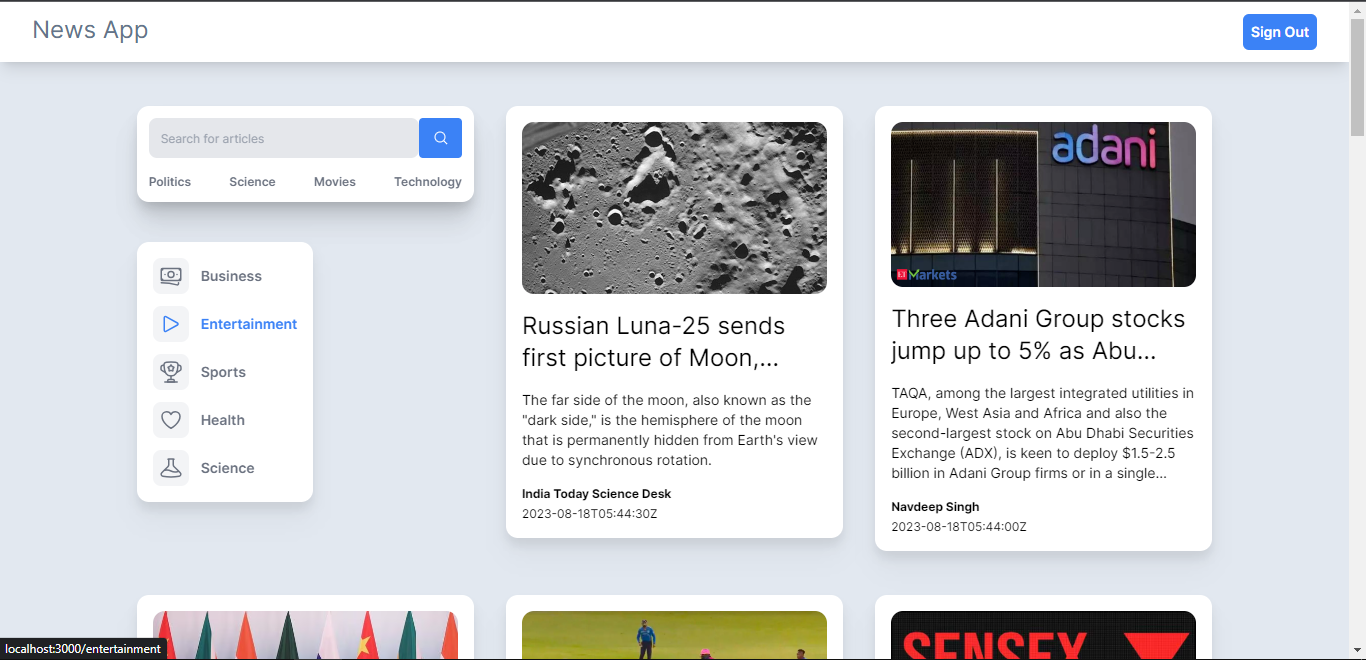 News App
Sign Out
Search for articles
Politics Science Movies Technology
Business
Entertainment
Sports
Health
Science
Russian Luna-25 sends
first picture of Moon,...
The far side of the moon, also known as the
"dark side," is the hemisphere of the moon
that is permanently hidden from Earth's view
due to synchronous rotation.
India Today Science Desk
2023-08-18T05:44:30Z
adani
ET Markets
Three Adani Group stocks
jump up to 5% as Abu...
TAQA, among the largest integrated utilities in
Europe, West Asia and Africa and also the
second-largest stock on Abu Dhabi Securities
Exchange (ADX), is keen to deploy $1.5-2.5
billion in Adani Group firms or in a single...
Navdeep Singh
2023-08-18T05:44:00Z
SENSEX
localhost:3000/entertainment